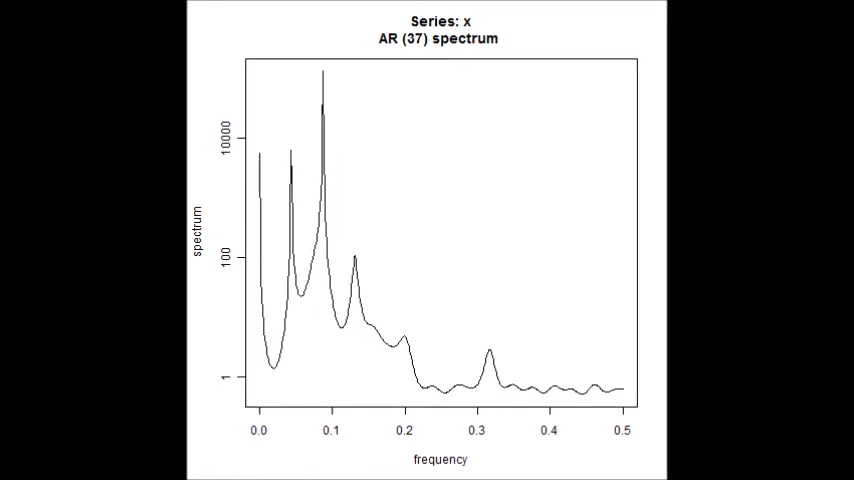 Series: x
AR (37) spectrum
spectrum
10000
100
1
0.0 0.1 0.2 0.3 0.4 0.5
frequency